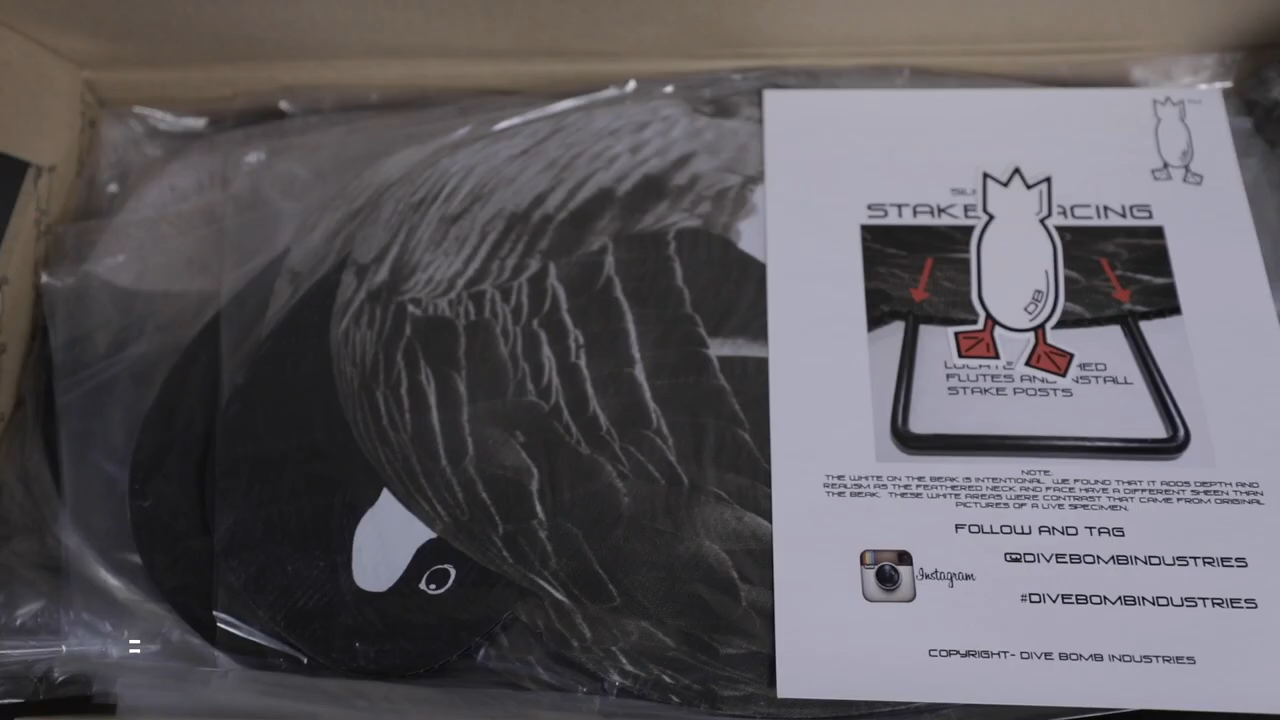 STAKE
DB
FLUTES AND
STAKE POSTS
NOTE:
THE WHITE ON THE BEAK IS INTENTIONAL. WE FOUND THAT IT ADDS DEPTH AND
REALISM AS THE FEATHERED NECK AND FACE HAVE A DIFFERENT SHEEN THAN
THE BEAK. THESE WHITE AREAS WERE CONTRAST THAT CAME FROM ORIGINAL
PICTURES OF A LIVE SPECIMEN.
FOLLOW AND TAG
Instagram
@DIVEBOMBINDUSTRIES
#DIVEBOMBINDUSTRIES
COPYRIGHT- DIVE BOMB INDUSTRIES